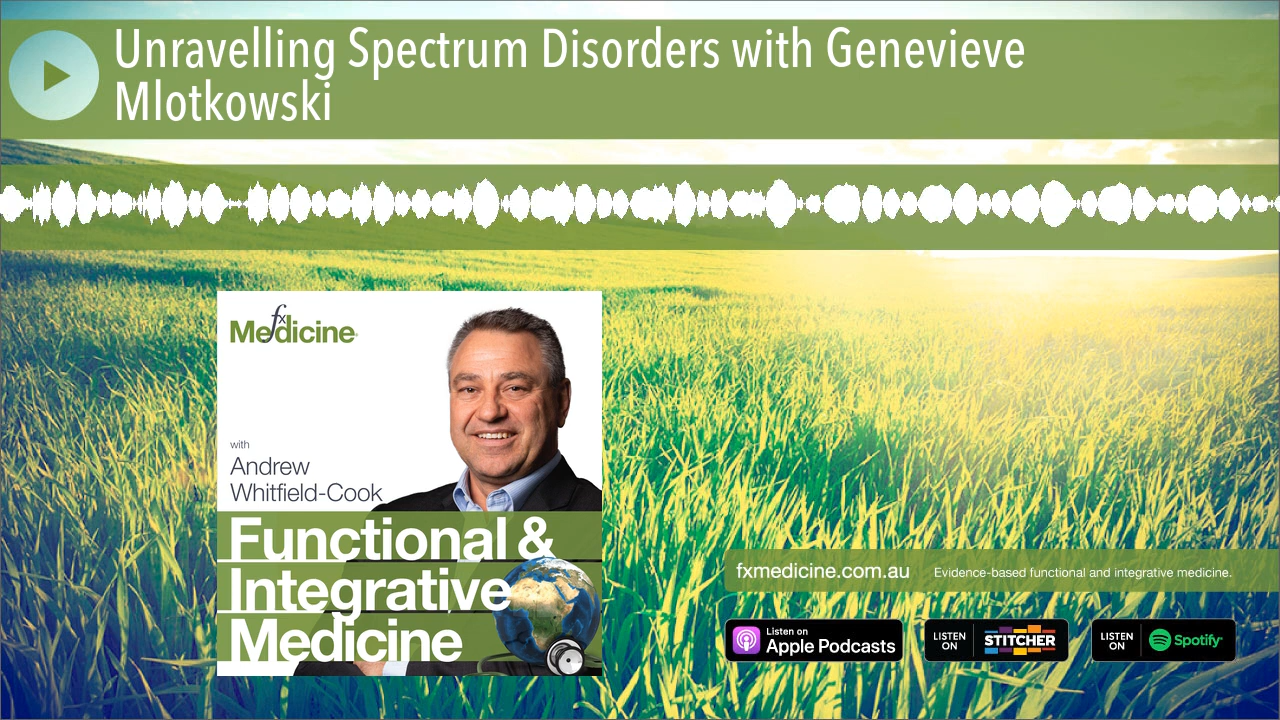 Unravelling Spectrum Disorders with Genevieve
Mlotkowski
fx
Medicine
with
Andrew
Whitfield-Cook
Functional &
Integrative
Medicine
fxmedicine.com.au
Evidence-based functional and integrative medicine.
Listen on
Apple Podcasts
LISTEN
ON
STITCHER
LISTEN
ON
Spotify